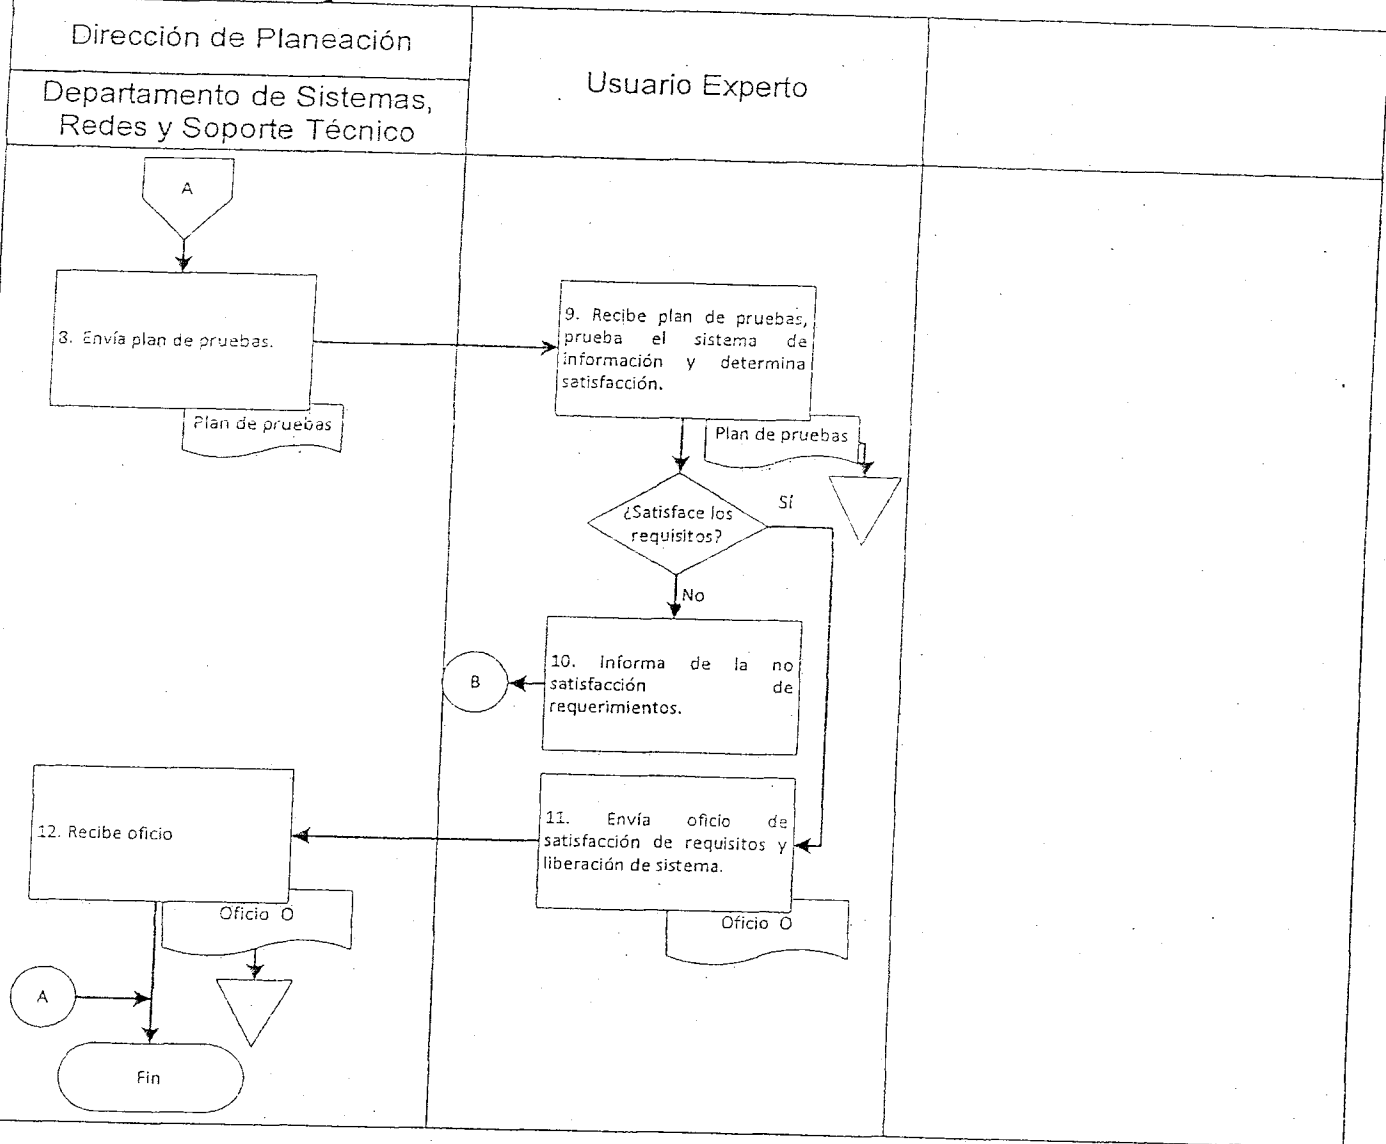 Dirección de Planeación
Departamento de Sistemas,
Redes y Soporte Técnico
Usuario Experto
A
8. Envía plan de pruebas.
Plan de pruebas
9. Recibe plan de pruebas,
prueba el sistema de
información y determina
satisfacción.
Plan de pruebas
¿Satisface los
requisitos?
Sí
No
10. Informa de la no
satisfacción de
requerimientos.
B
11. Envía oficio de
satisfacción de requisitos y
liberación de sistema.
Oficio O
12. Recibe oficio
Oficio O
A
Fin